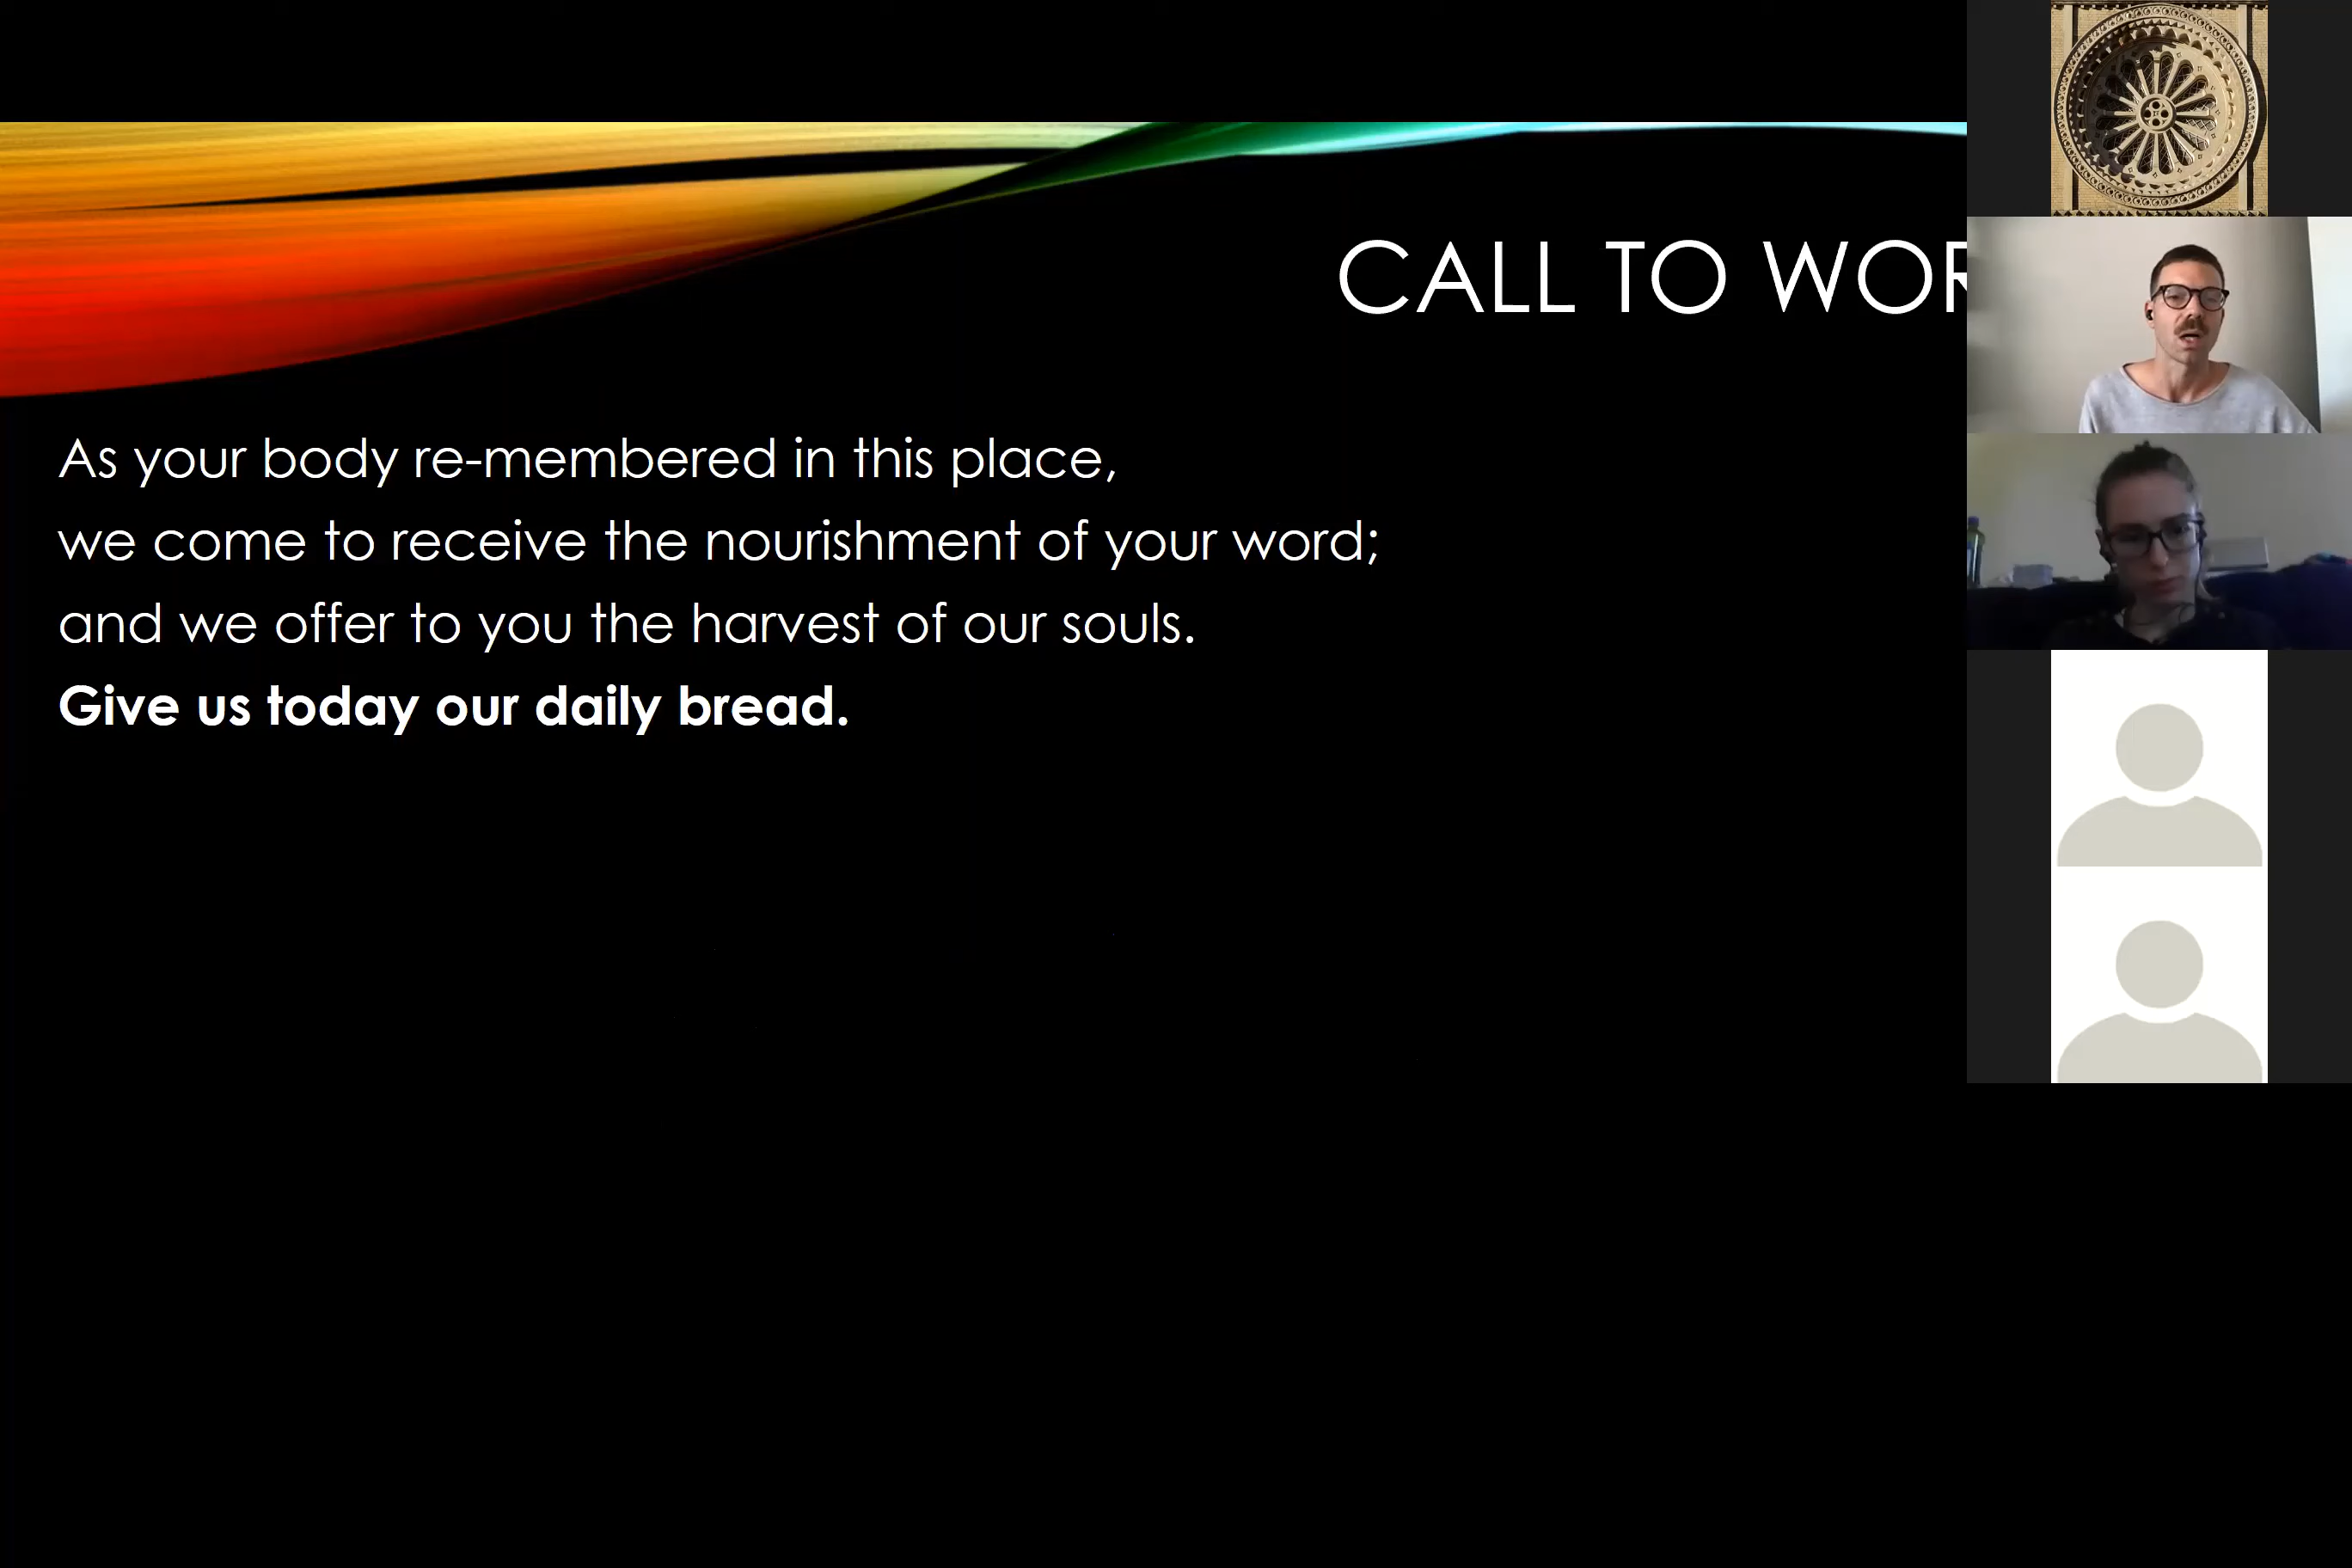 CALL TO WOR
As your body re-membered in this place,
we come to receive the nourishment of your word;
and we offer to you the harvest of our souls.
Give us today our daily bread.